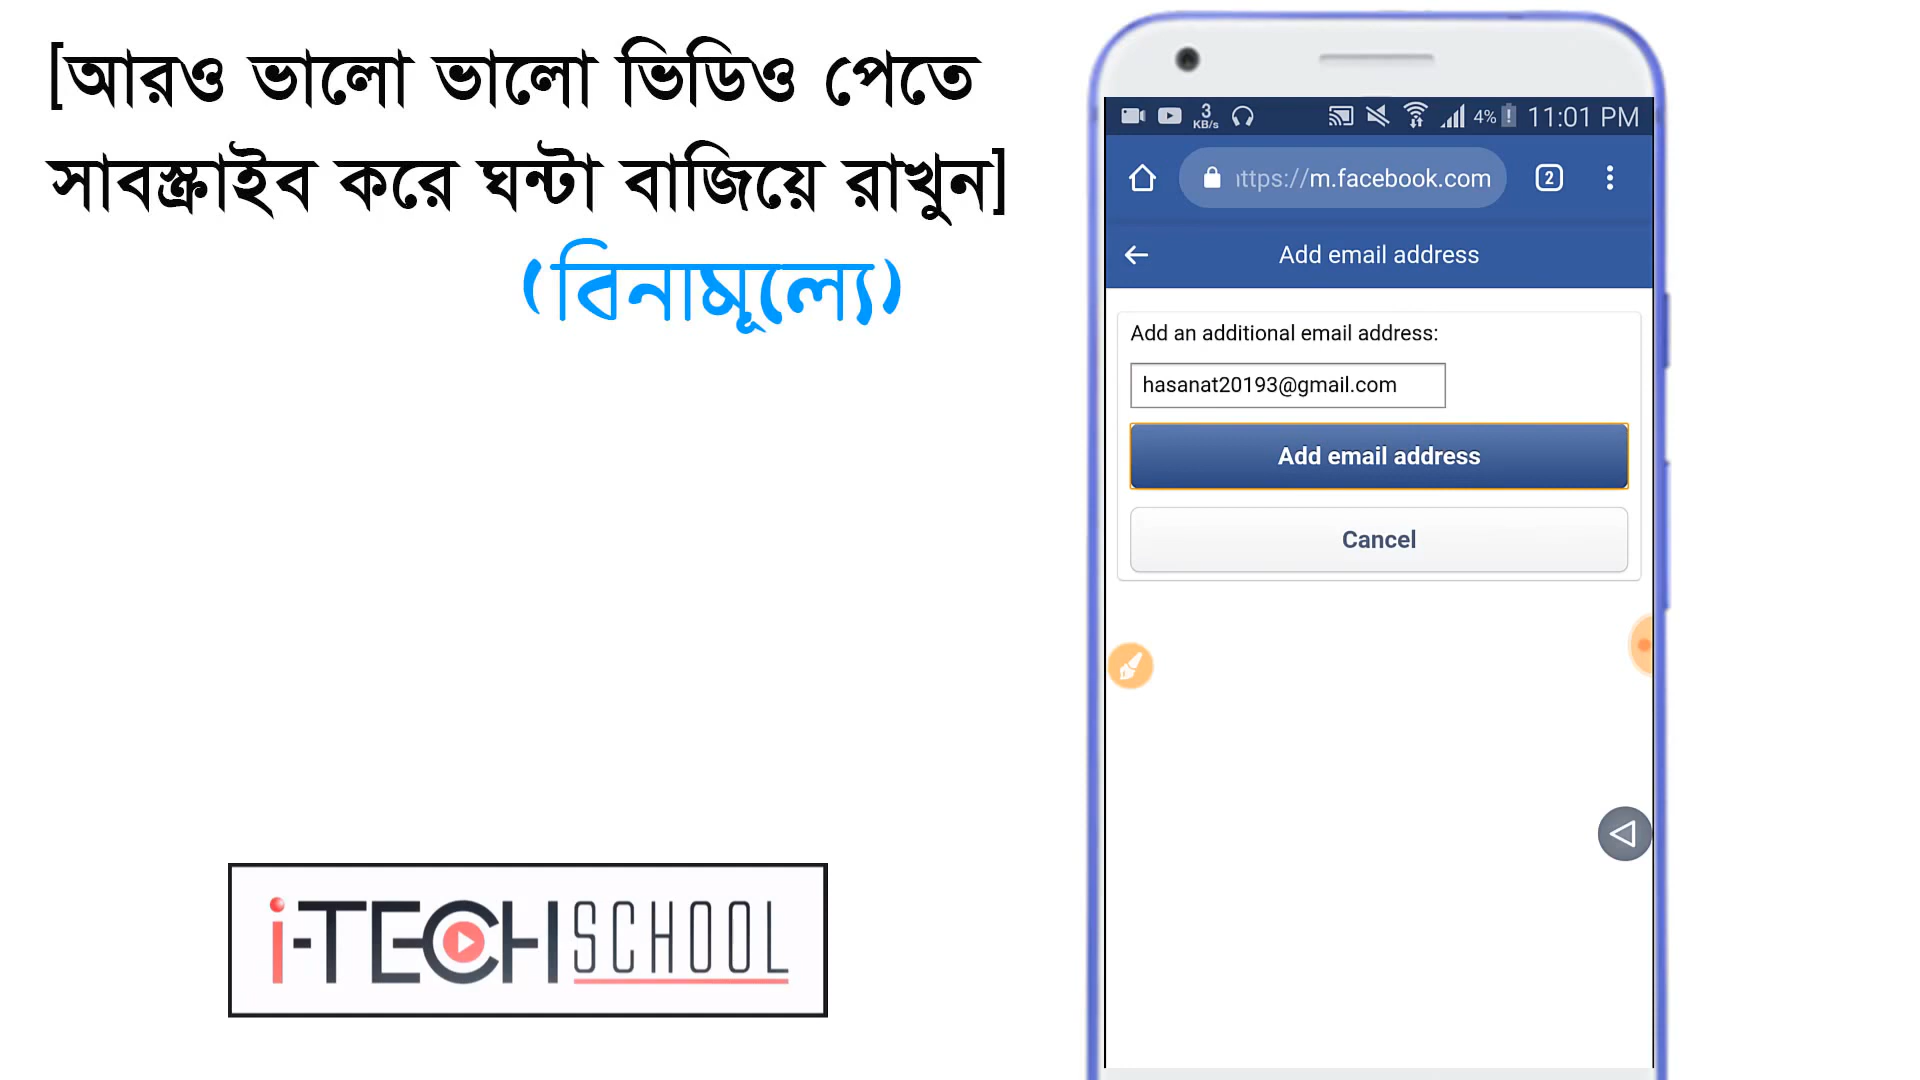 [আরও ভালো ভালো ভিডিও পেতে
সাবস্ক্রাইব করে ঘন্টা বাজিয়ে রাখুন]
(বিনামূল্যে)
i-TECH SCHOOL
3 KB/s 4% 11:01 PM
ttps://m.facebook.com 2
Add email address
Add an additional email address:
hasanat20193@gmail.com
Add email address
Cancel